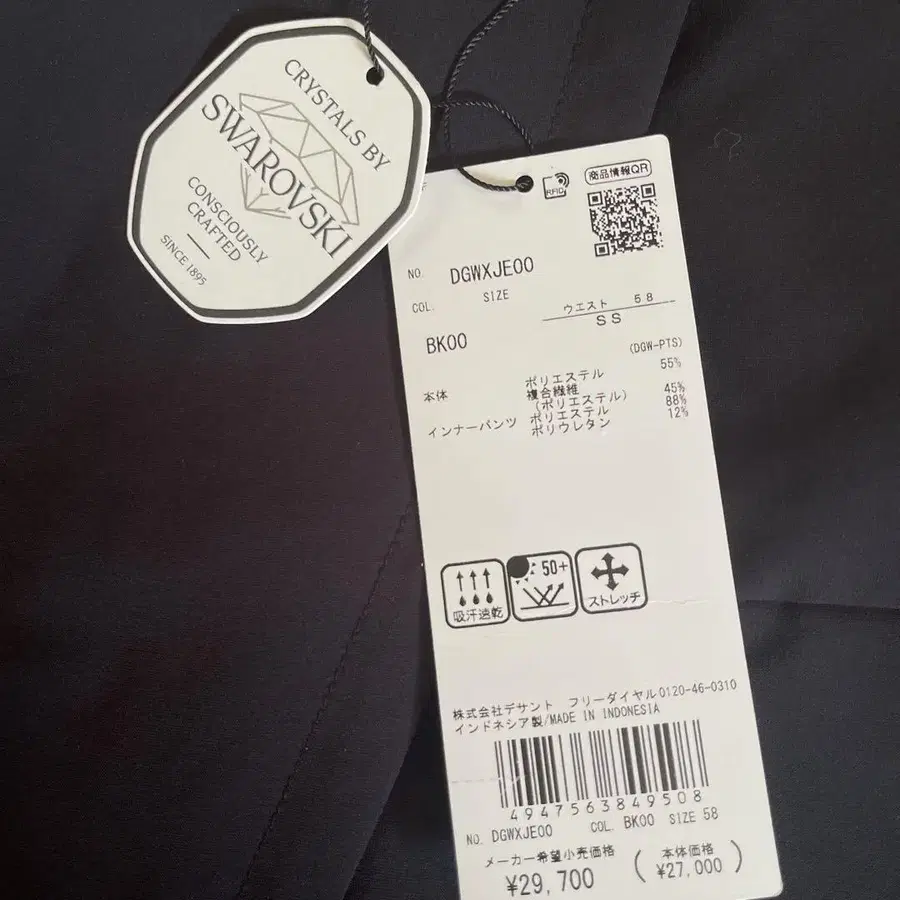 CRYSTALS BY
SWAROVSKI
CONSCIOUSLY
CRAFTED
SINCE 1895
RFID
商品情報QR
NO. DGWXJE00
COL. SIZE
ウエスト 58
BK00 SS
(DGW-PTS)
本体 ポリエステル 55%
複合繊維
(ポリエステル) 45%
インナーパンツ ポリエステル 88%
ポリウレタン 12%
吸汗速乾
50+
ストレッチ
株式会社デサント フリーダイヤル0120-46-0310
インドネシア製/MADE IN INDONESIA
4947563849508
NO. DGWXJE00 COL. BK00 SIZE 58
メーカー希望小売価格 (本体価格
¥29,700 ¥27,000)